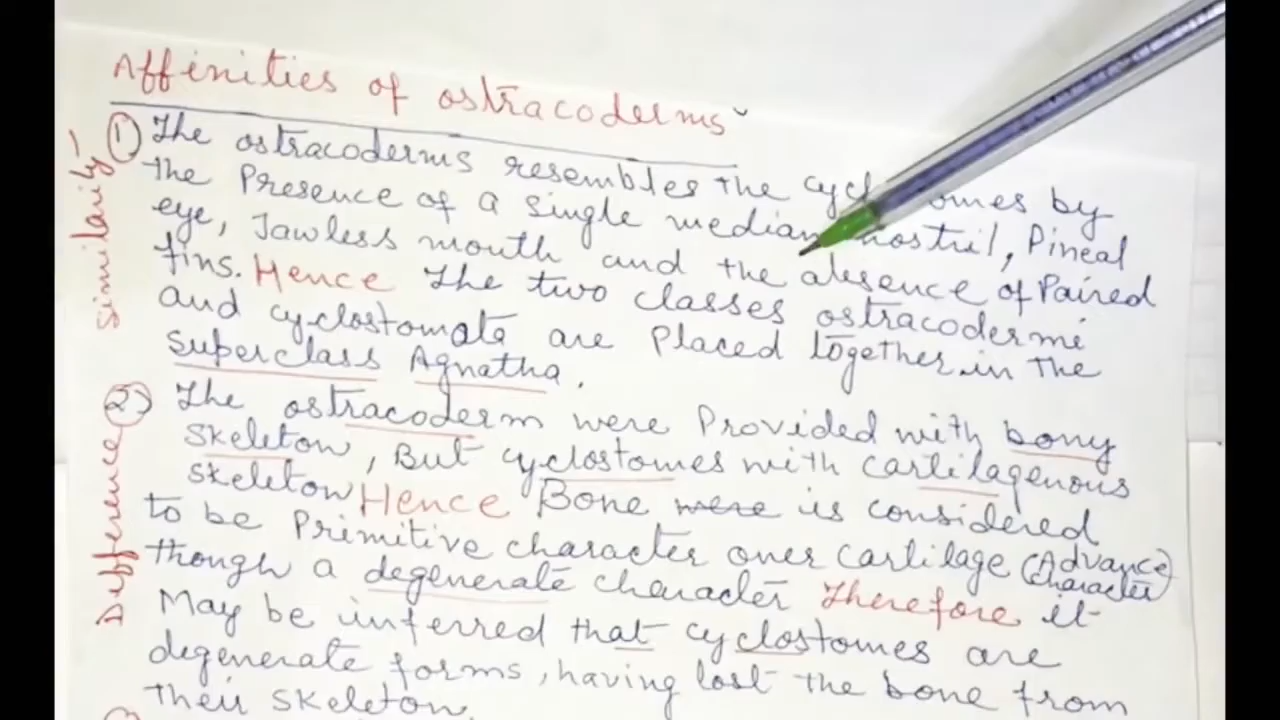 Affinities of ostracoderms
Similarity
① The ostracoderms resembles the cyclostomes by
the Presence of a single median nostril, Pineal
eye, Jawless mouth and the absence of Paired
fins. Hence The two classes ostracodermi
and cyclostomata are Placed together in the
superclass Agnatha.
Defference
② The ostracoderm were Provided with bony
skeleton, But cyclostomes with cartilagenous
skeleton Hence Bone were is considered
to be Primitive character over cartilage (Advance
character)
though a degenerate character Therefore it
May be inferred that cyclostomes are
degenerate forms, having lost the bone from
their skeleton.